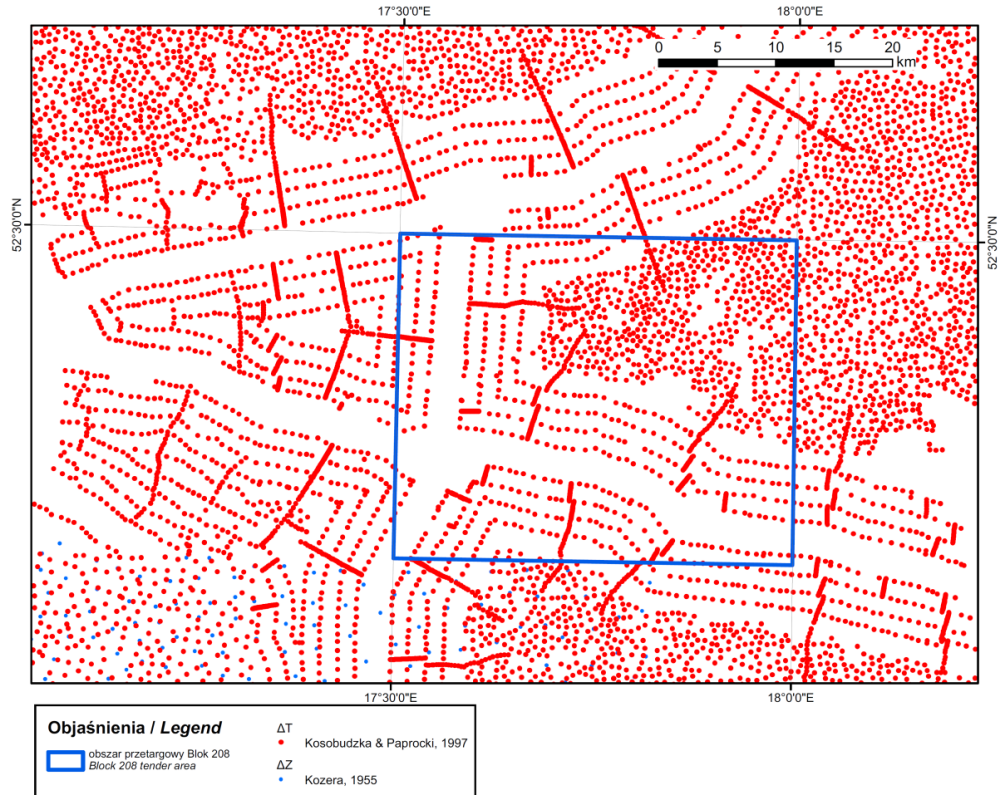 17°30'0"E
18°0'0"E
0 5 10 15 20
km
52°30'0"N
52°30'0"N
17°30'0"E
18°0'0"E
Objaśnienia / Legend
obszar przetargowy Blok 208
Block 208 tender area
ΔT
Kosobudzka & Paprocki, 1997
ΔZ
Kozera, 1955